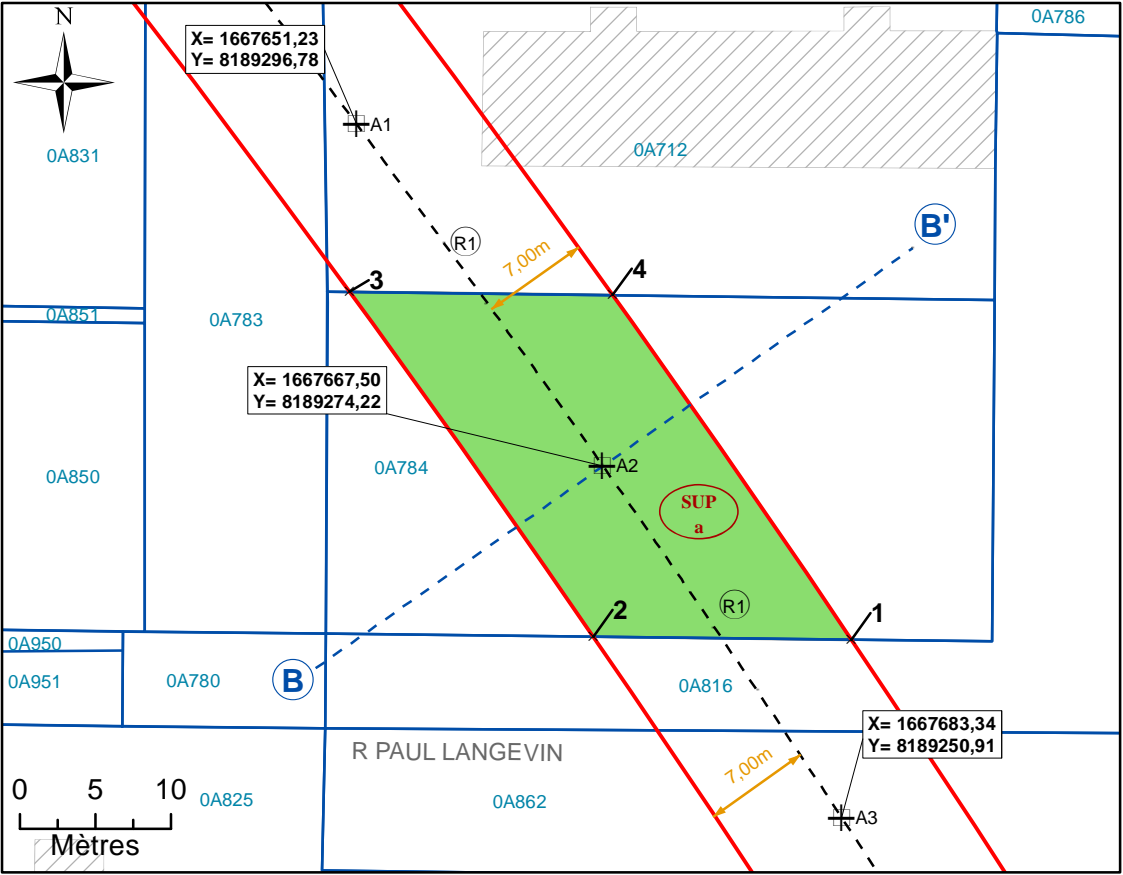 N
X= 1667651,23
Y= 8189296,78
0A786
A1
0A831
0A712
B'
R1
7,00m
3
4
0A851
0A783
X= 1667667,50
Y= 8189274,22
0A784
A2
0A850
SUP
a
R1
2
1
0A950
0A951
0A780
B
0A816
X= 1667683,34
Y= 8189250,91
R PAUL LANGEVIN
7,00m
0 5 10
0A825
0A862
A3
Mètres